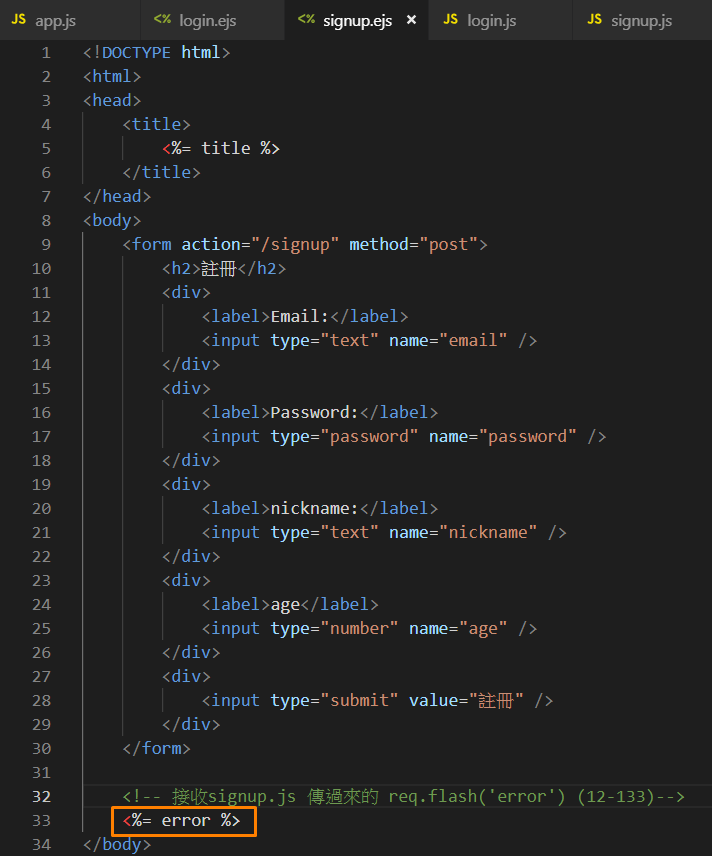 JS app.js <%  login.ejs <% signup.ejs × JS login.js JS signup.js
1 <!DOCTYPE html>
2 <html>
3 <head>
4     <title>
5         <%= title %>
6     </title>
7 </head>
8 <body>
9     <form action="/signup" method="post">
10         <h2>註冊</h2>
11         <div>
12             <label>Email:</label>
13             <input type="text" name="email" />
14         </div>
15         <div>
16             <label>Password:</label>
17             <input type="password" name="password" />
18         </div>
19         <div>
20             <label>nickname:</label>
21             <input type="text" name="nickname" />
22         </div>
23         <div>
24             <label>age</label>
25             <input type="number" name="age" />
26         </div>
27         <div>
28             <input type="submit" value="註冊" />
29         </div>
30     </form>
31
32     <!-- 接收signup.js 傳過來的 req.flash('error') (12-133)-->
33     <%= error %>
34 </body>